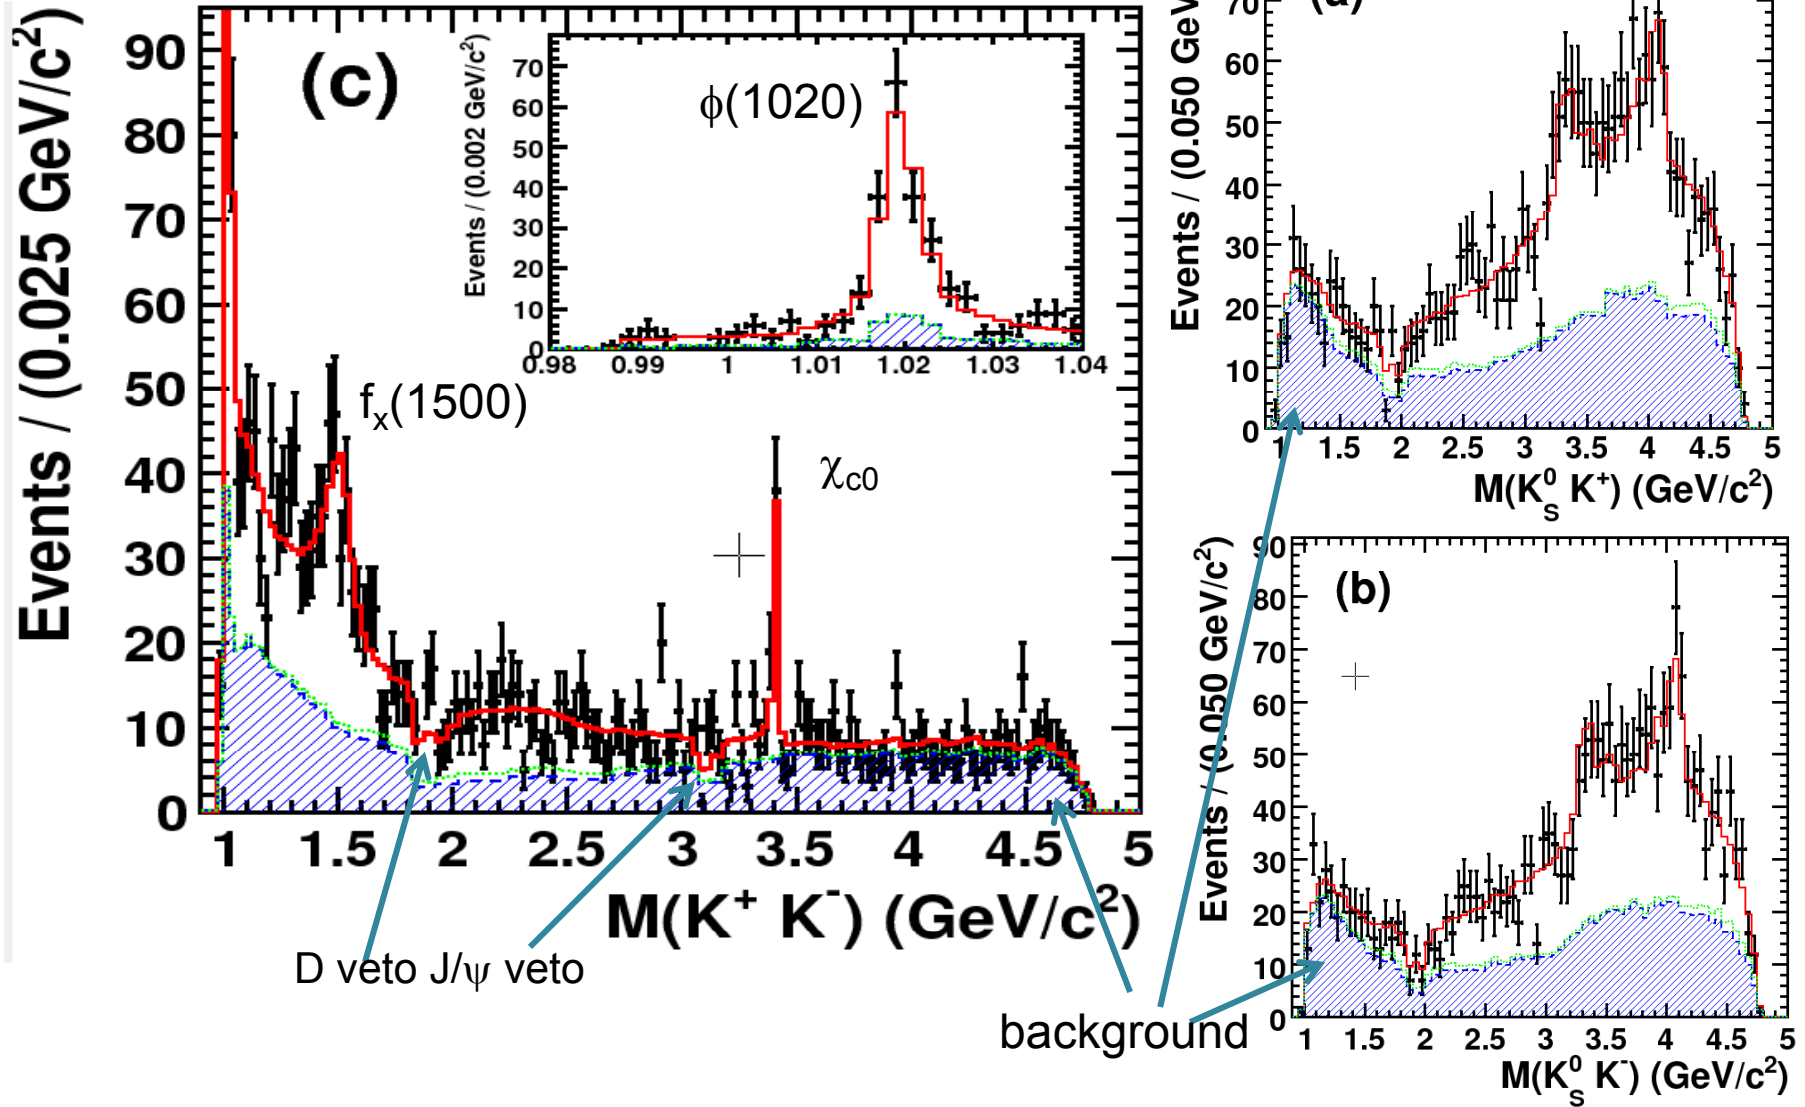 (c)
Events / (0.025 GeV/c²)
90
80
70
60
50
40
30
20
10
0
1 1.5 2 2.5 3 3.5 4 4.5 5
M(K⁺ K⁻) (GeV/c²)
Events / (0.002 GeV/c²)
70
60
50
40
30
20
10
0
0.98 0.99 1 1.01 1.02 1.03 1.04
ϕ(1020)
fₓ(1500)
χc0
D veto J/ψ veto
background
(a)
Events / (0.050 GeV
70
60
50
40
30
20
10
0
1 1.5 2 2.5 3 3.5 4 4.5 5
M(K⁰S K⁺) (GeV/c²)
(b)
Events / (0.050 GeV/c²)
90
80
70
60
50
40
30
20
10
0
1 1.5 2 2.5 3 3.5 4 4.5 5
M(K⁰S K⁻) (GeV/c²)